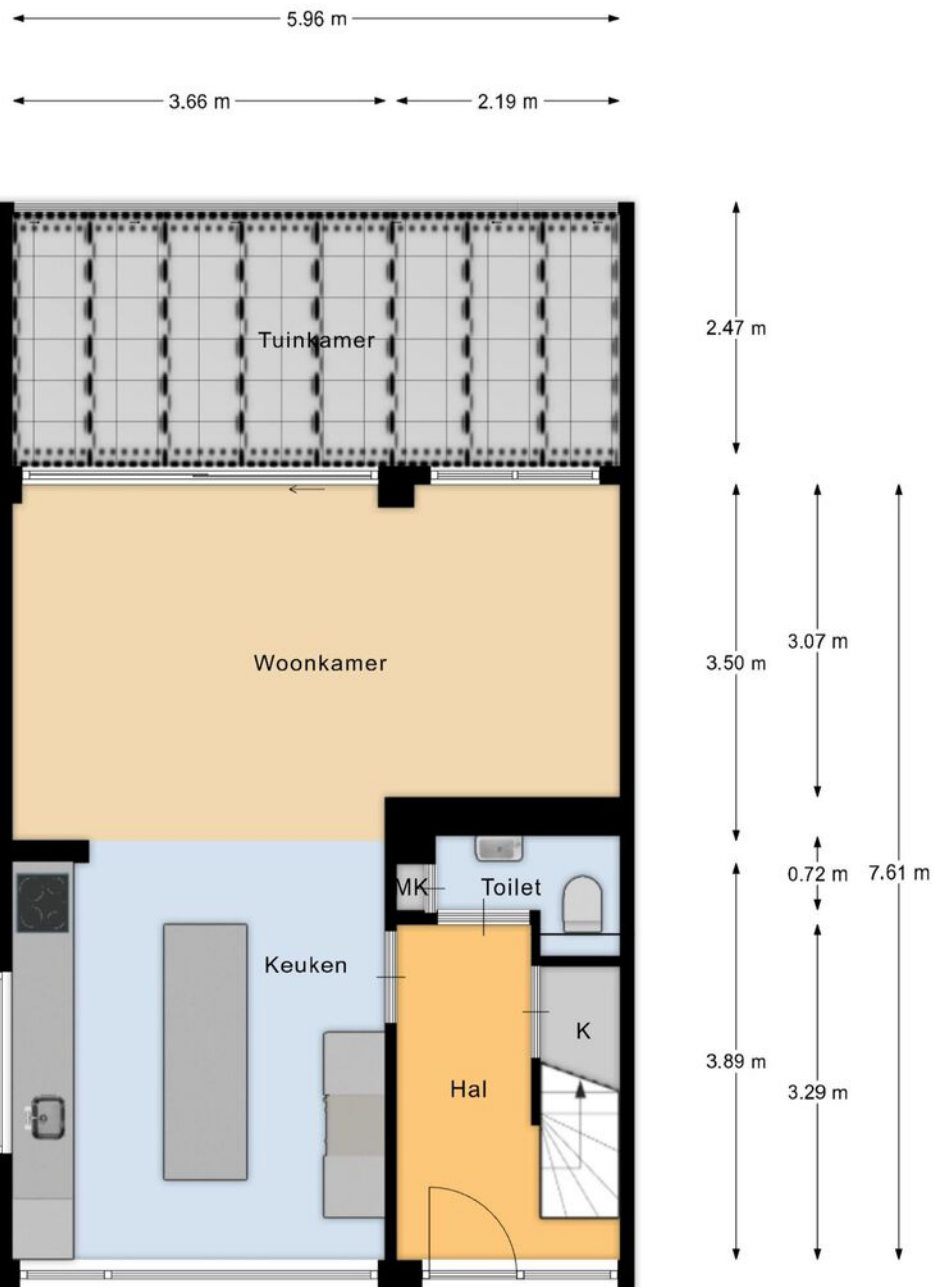 5.96 m
3.66 m
2.19 m
Tuinkamer
2.47 m
Woonkamer
3.50 m
3.07 m
MK
Toilet
0.72 m
7.61 m
Keuken
K
Hal
3.89 m
3.29 m